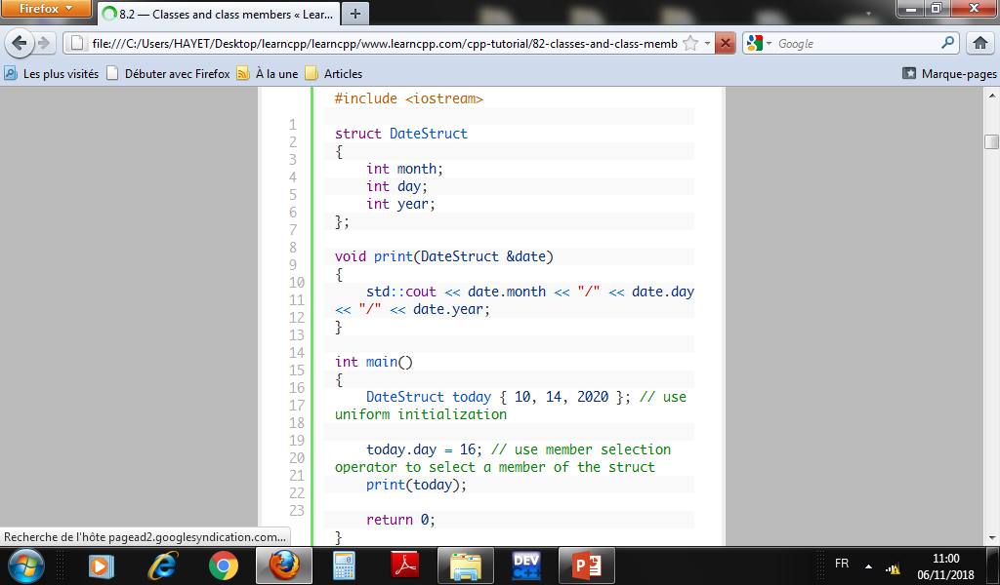 Firefox
8.2 — Classes and class members « Lear...
file:///C:/Users/HAYET/Desktop/learncpp/learncpp/www.learncpp.com/cpp-tutorial/82-classes-and-class-memb
Google
Les plus visités Débuter avec Firefox À la une Articles Marque-pages
#include <iostream>
1
2 struct DateStruct
3 {
4 int month;
5 int day;
6 int year;
7 };
8
9 void print(DateStruct &date)
10 {
11 std::cout << date.month << "/" << date.day
12 << "/" << date.year;
13 }
14
15 int main()
16 {
17 DateStruct today { 10, 14, 2020 }; // use
18 uniform initialization
19
20 today.day = 16; // use member selection
21 operator to select a member of the struct
22 print(today);
23
return 0;
}
Recherche de l'hôte pagead2.googlesyndication.com...
DEV
C++
P
FR
11:00
06/11/2018